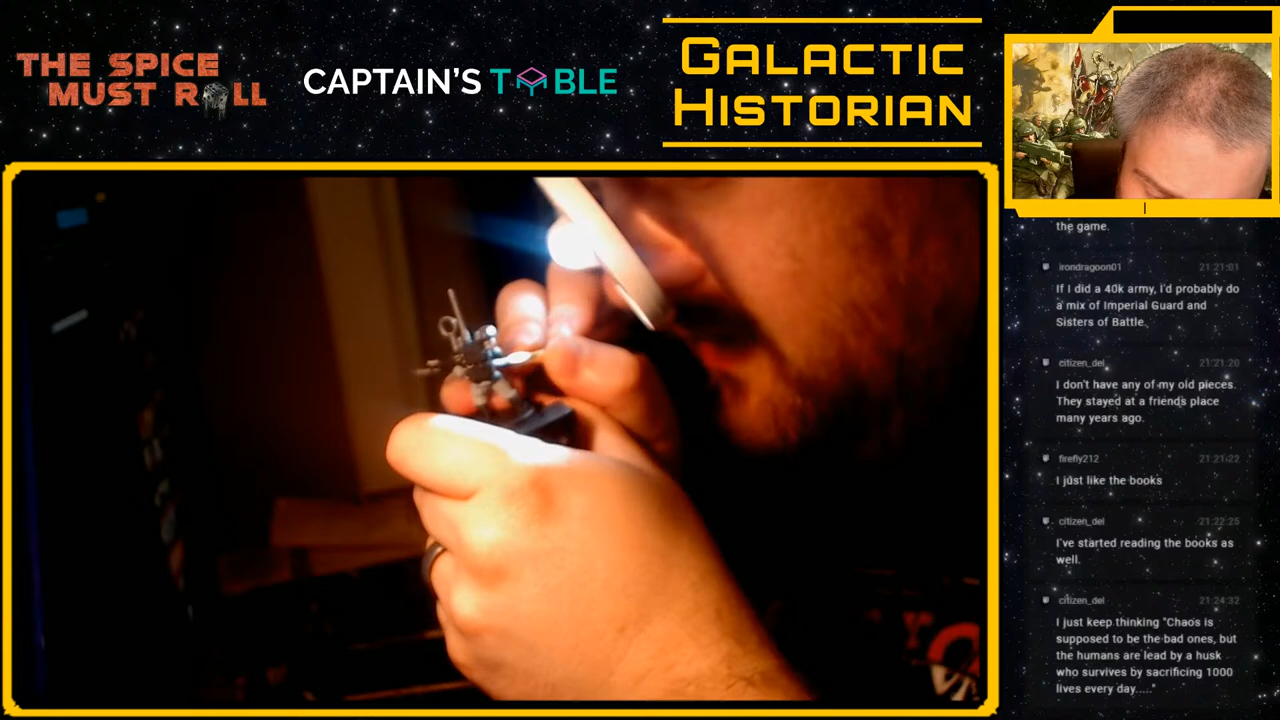 THE SPICE
MUST ROLL
CAPTAIN'S TABLE
GALACTIC
HISTORIAN
the game.
irondragoon01 21:21:01
If I did a 40k army, I'd probably do
a mix of Imperial Guard and
Sisters of Battle.
citizen_del 21:21:20
I don't have any of my old pieces.
They stayed at a friends place
many years ago.
firefly212 21:21:22
I just like the books
citizen_del 21:22:25
I've started reading the books as
well.
citizen_del 21:24:32
I just keep thinking "Chaos is
supposed to be the bad ones, but
the humans are lead by a husk
who survives by sacrificing 1000
lives every day....."